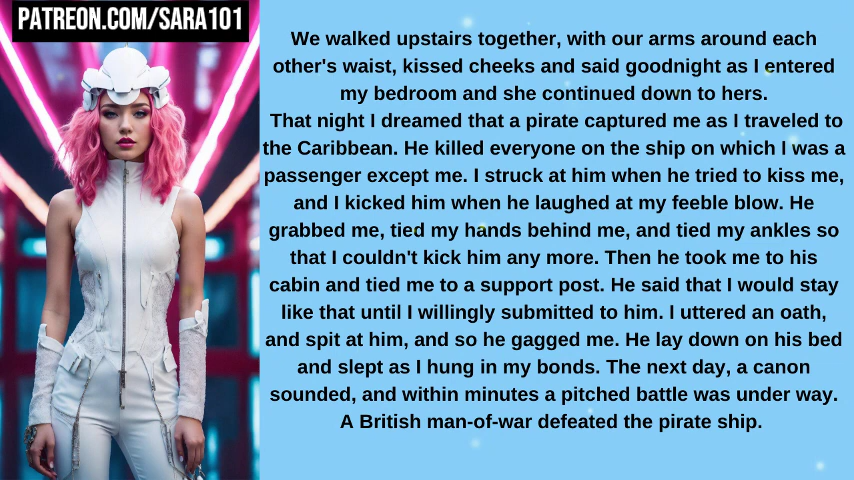 PATREON.COM/SARA101
We walked upstairs together, with our arms around each
other's waist, kissed cheeks and said goodnight as I entered
my bedroom and she continued down to hers.
That night I dreamed that a pirate captured me as I traveled to
the Caribbean. He killed everyone on the ship on which I was a
passenger except me. I struck at him when he tried to kiss me,
and I kicked him when he laughed at my feeble blow. He
grabbed me, tied my hands behind me, and tied my ankles so
that I couldn't kick him any more. Then he took me to his
cabin and tied me to a support post. He said that I would stay
like that until I willingly submitted to him. I uttered an oath,
and spit at him, and so he gagged me. He lay down on his bed
and slept as I hung in my bonds. The next day, a canon
sounded, and within minutes a pitched battle was under way.
A British man-of-war defeated the pirate ship.